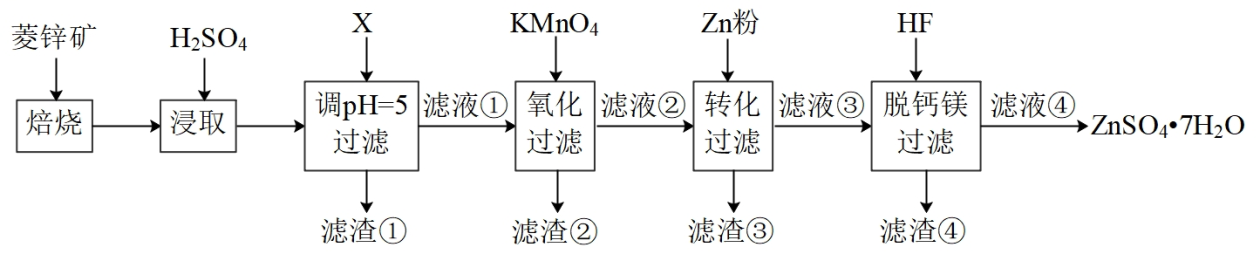 菱锌矿 H₂SO₄ X KMnO₄ Zn粉 HF
焙烧 浸取 调pH=5 过滤 滤液① 氧化 过滤 滤液② 转化 过滤 滤液③ 脱钙镁 过滤 滤液④ ZnSO₄•7H₂O
滤渣① 滤渣② 滤渣③ 滤渣④